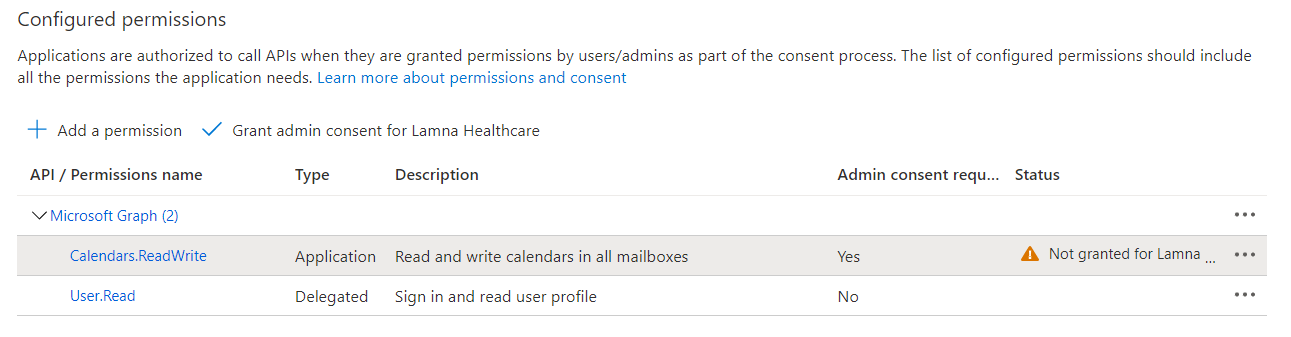 Configured permissions
Applications are authorized to call APIs when they are granted permissions by users/admins as part of the consent process. The list of configured permissions should include
all the permissions the application needs. Learn more about permissions and consent
Add a permission Grant admin consent for Lamna Healthcare
API / Permissions name Type Description Admin consent requ... Status
Microsoft Graph (2) ...
Calendars.ReadWrite Application Read and write calendars in all mailboxes Yes Not granted for Lamna ... ...
User.Read Delegated Sign in and read user profile No ...